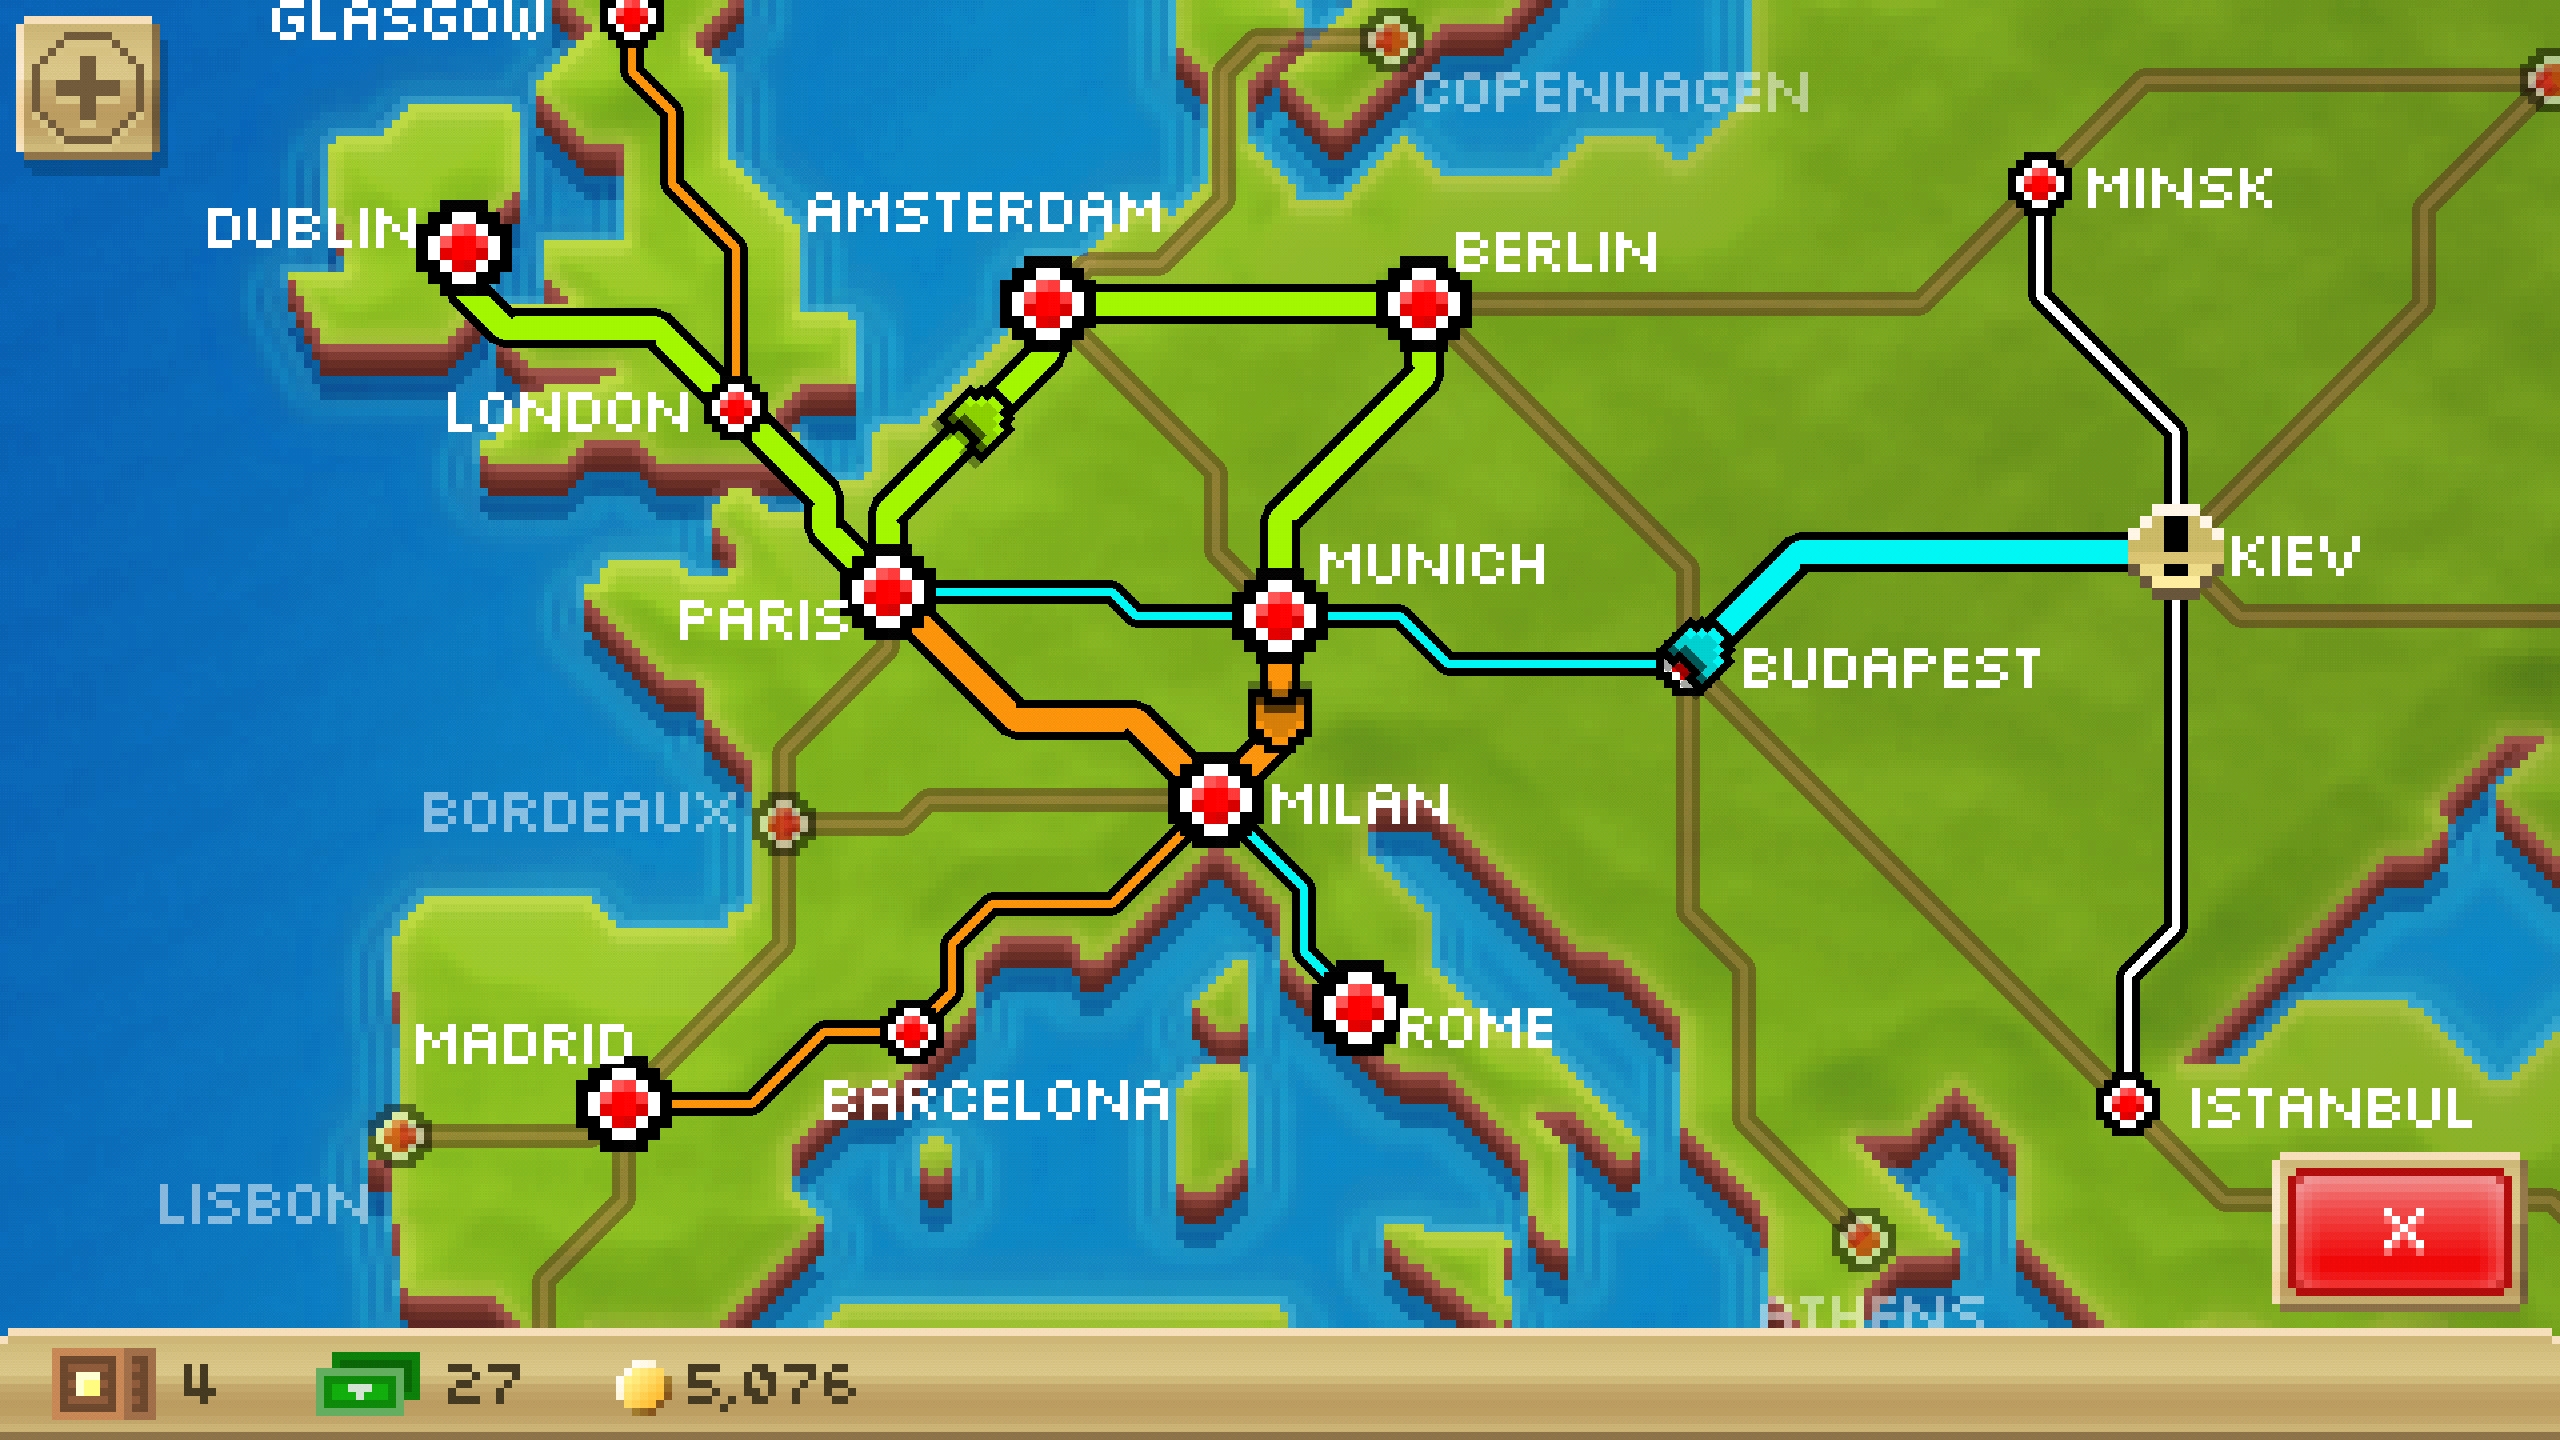 GLASGOW
COPENHAGEN
MINSK
AMSTERDAM
DUBLIN
BERLIN
LONDON
MUNICH
KIEV
PARIS
BUDAPEST
BORDEAUX
MILAN
ROME
MADRID
BARCELONA
ISTANBUL
LISBON
X
ATHENS
4 27 5,076